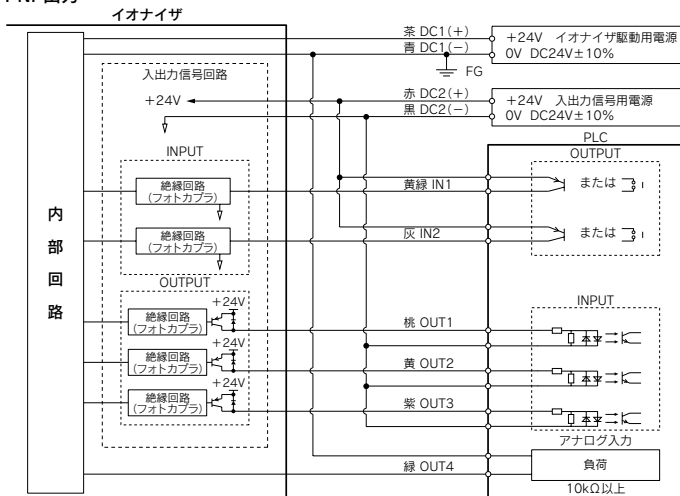 イオナイザ
茶 DC1(+)
青 DC1(−)
+24V イオナイザ駆動用電源
0V DC24V±10%
FG
入出力信号回路
+24V
赤 DC2(+)
黒 DC2(−)
+24V 入出力信号用電源
0V DC24V±10%
PLC
OUTPUT
INPUT
絶縁回路
(フォトカプラ)
黄緑 IN1
または
絶縁回路
(フォトカプラ)
灰 IN2
または
内部回路
OUTPUT
+24V
絶縁回路
(フォトカプラ)
桃 OUT1
INPUT
+24V
絶縁回路
(フォトカプラ)
黄 OUT2
+24V
絶縁回路
(フォトカプラ)
紫 OUT3
アナログ入力
緑 OUT4
負荷
10kΩ以上